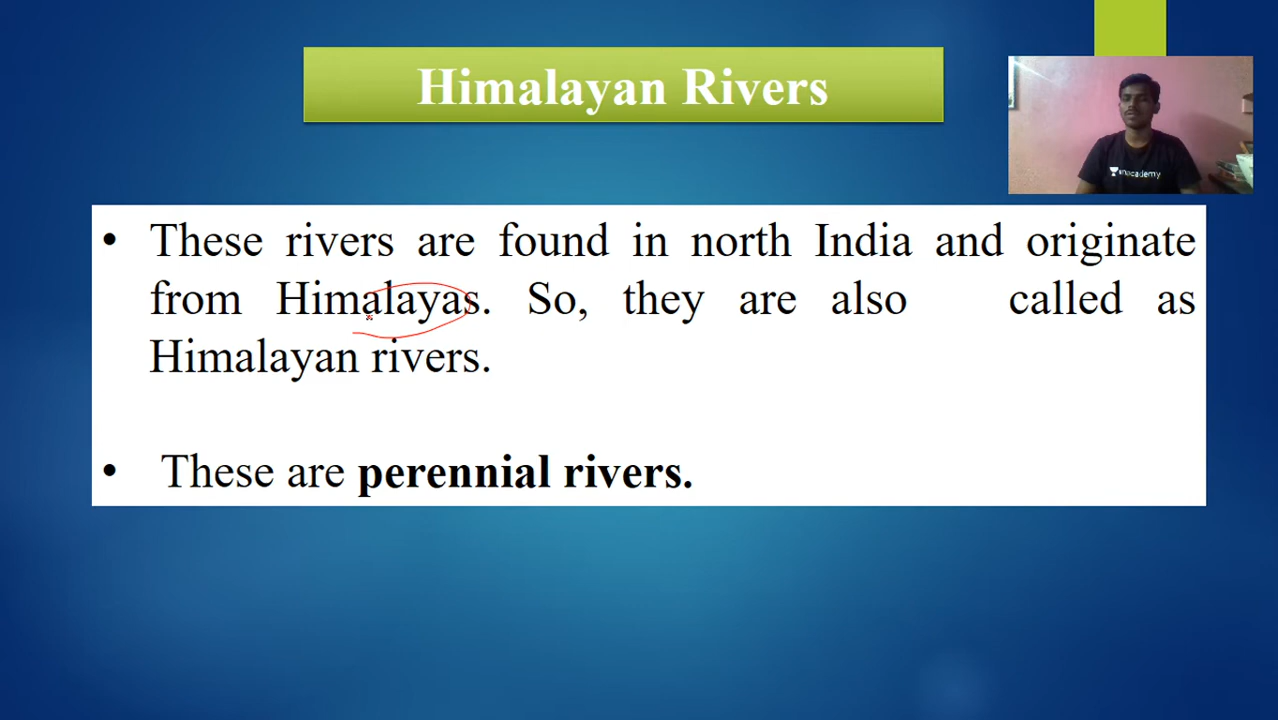 Himalayan Rivers
unacademy
• These rivers are found in north India and originate
from Himalayas. So, they are also called as
Himalayan rivers.
• These are perennial rivers.